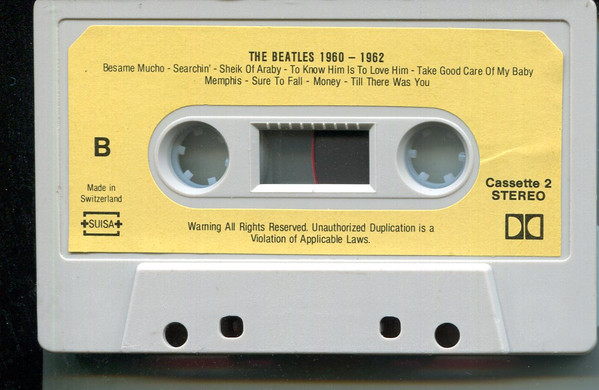 THE BEATLES 1960 – 1962
Besame Mucho - Searchin' - Sheik Of Araby - To Know Him Is To Love Him - Take Good Care Of My Baby
Memphis - Sure To Fall - Money - Till There Was You
B
Made in
Switzerland
SUISA
Cassette 2
STEREO
Warning All Rights Reserved. Unauthorized Duplication is a
Violation of Applicable Laws.